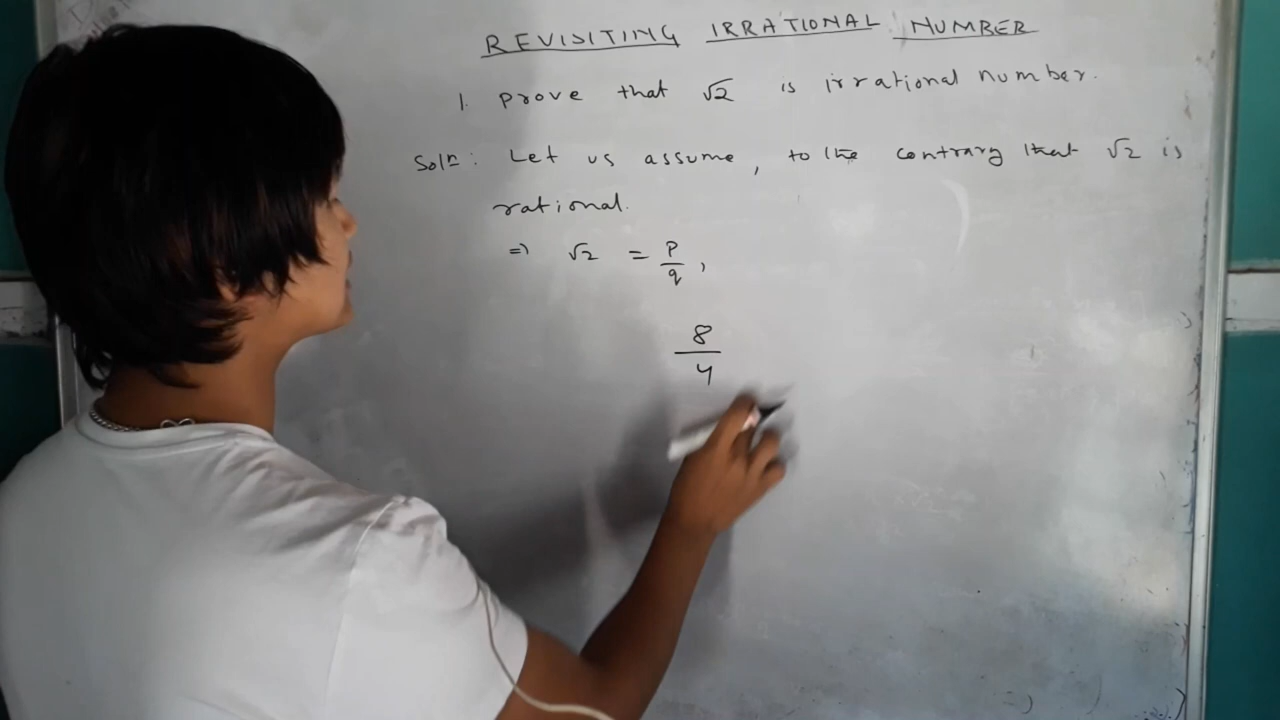 REVISITING IRRATIONAL NUMBER
1. Prove that √2 is irrational number.
Soln: Let us assume, to the contrary that √2 is
rational.
⇒ √2 = p/q,
8/4